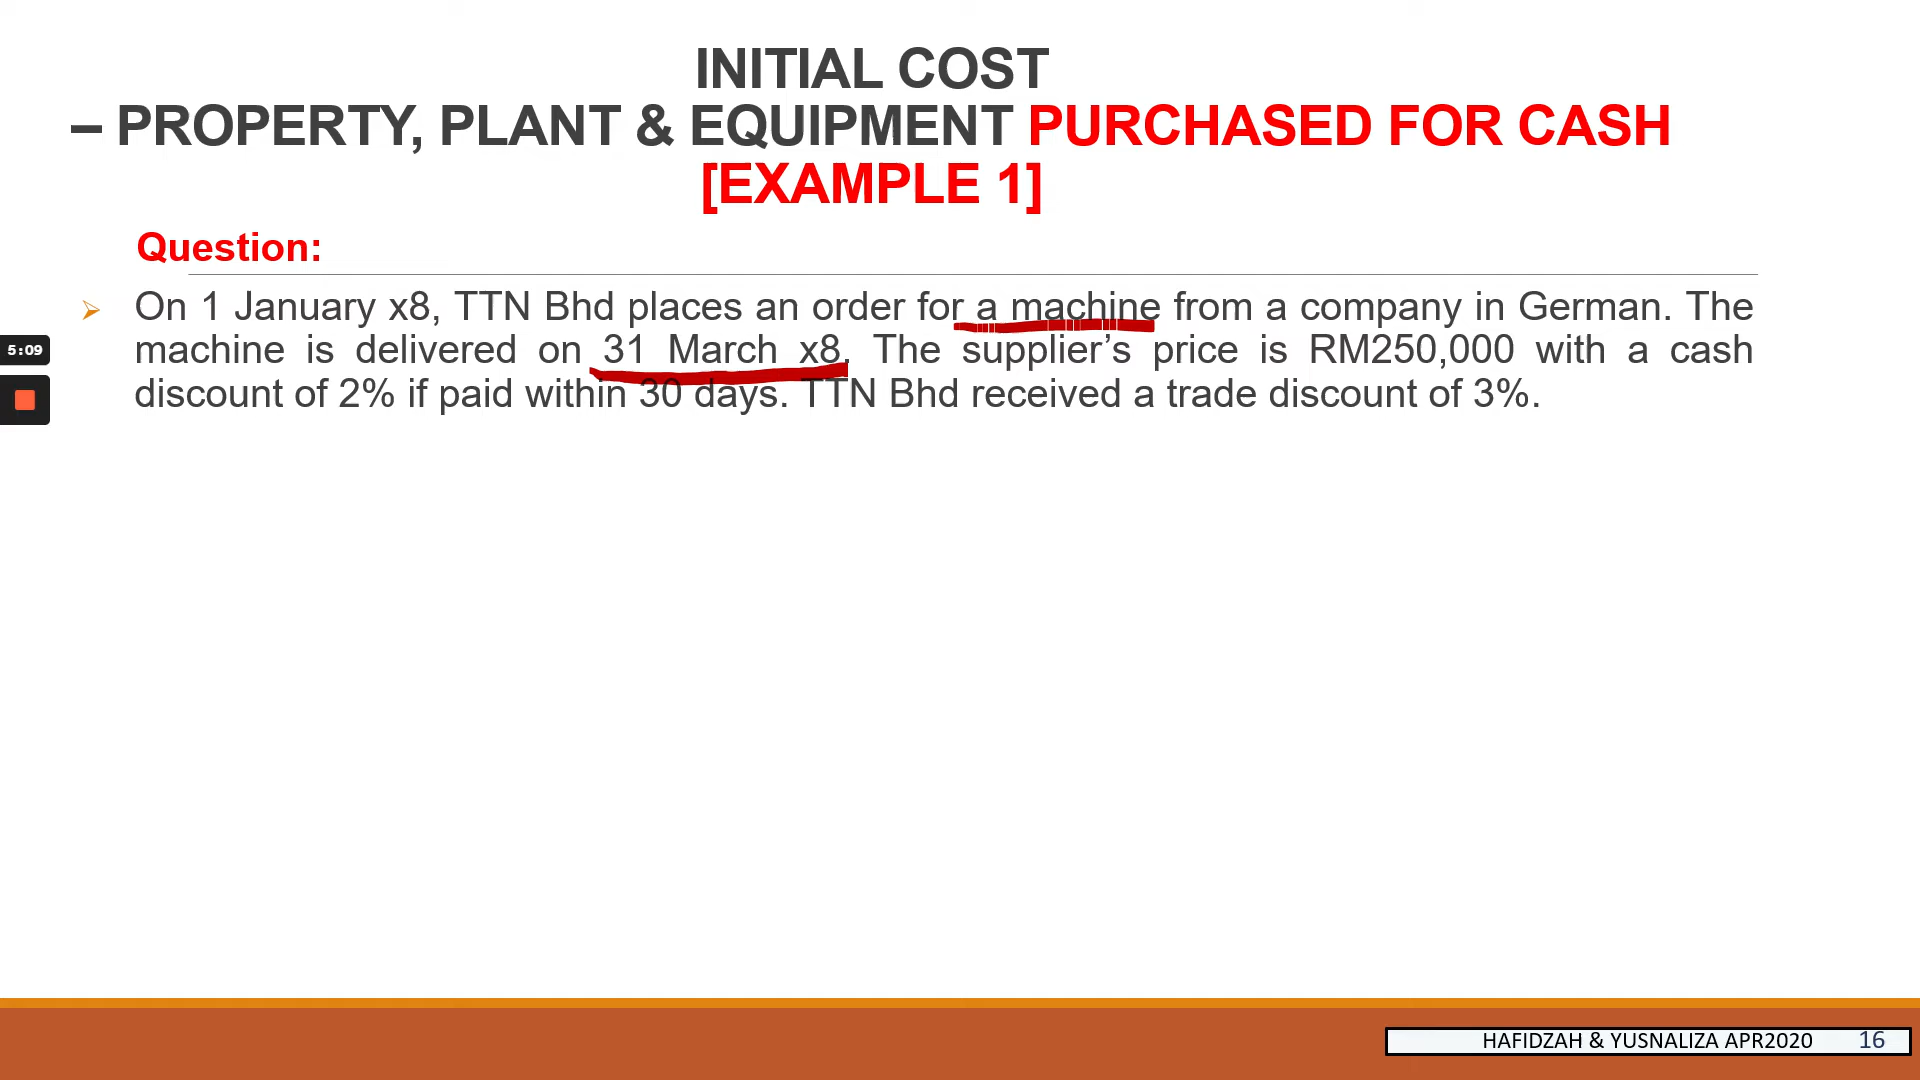 INITIAL COST
– PROPERTY, PLANT & EQUIPMENT PURCHASED FOR CASH
[EXAMPLE 1]
Question:
➢ On 1 January x8, TTN Bhd places an order for a machine from a company in German. The
machine is delivered on 31 March x8. The supplier’s price is RM250,000 with a cash
discount of 2% if paid within 30 days. TTN Bhd received a trade discount of 3%.
5:09
HAFIDZAH & YUSNALIZA APR2020 16